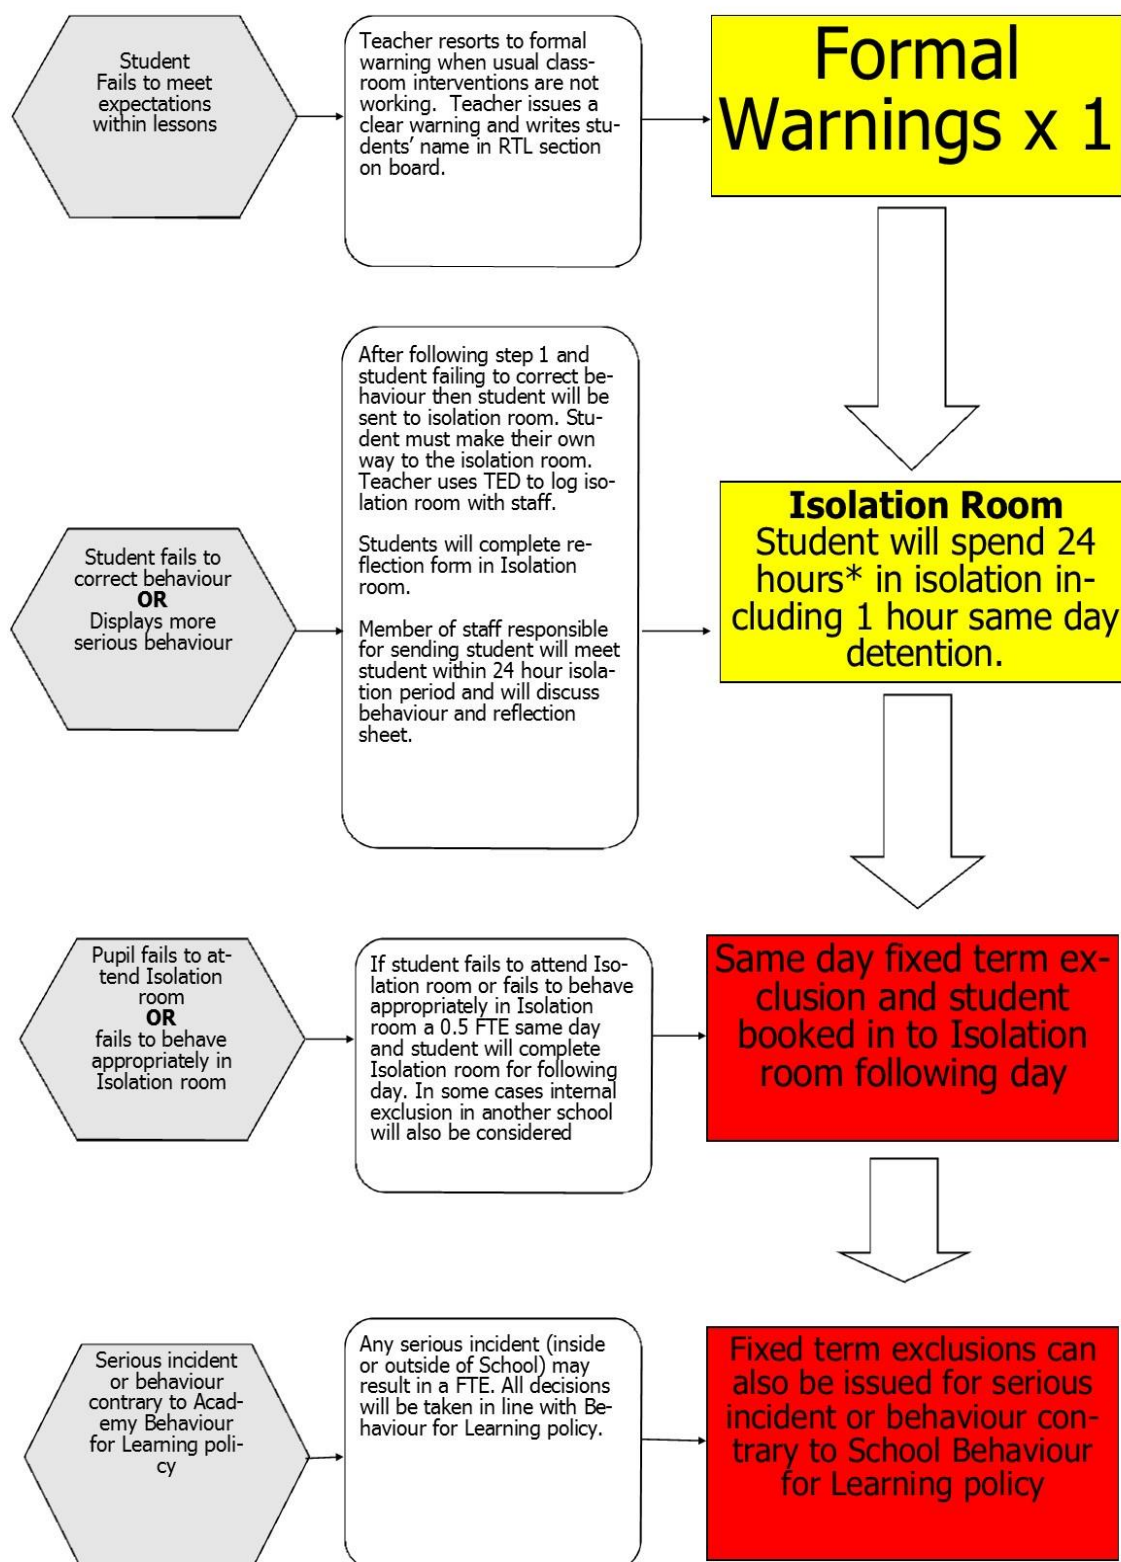 Student
Fails to meet
expectations
within lessons
Teacher resorts to formal
warning when usual class-
room interventions are not
working.  Teacher issues a
clear warning and writes stu-
dents’ name in RTL section
on board.
Formal
Warnings x 1
Student fails to
correct behaviour
OR
Displays more
serious behaviour
After following step 1 and
student failing to correct be-
haviour then student will be
sent to isolation room. Stu-
dent must make their own
way to the isolation room.
Teacher uses TED to log iso-
lation room with staff.
Students will complete re-
flection form in Isolation
room.
Member of staff responsible
for sending student will meet
student within 24 hour isola-
tion period and will discuss
behaviour and reflection
sheet.
Isolation Room
Student will spend 24
hours* in isolation in-
cluding 1 hour same day
detention.
Pupil fails to at-
tend Isolation
room
OR
fails to behave
appropriately in
Isolation room
If student fails to attend Iso-
lation room or fails to behave
appropriately in Isolation
room a 0.5 FTE same day
and student will complete
Isolation room for following
day. In some cases internal
exclusion in another school
will also be considered
Same day fixed term ex-
clusion and student
booked in to Isolation
room following day
Serious incident
or behaviour
contrary to Acad-
emy Behaviour
for Learning poli-
cy
Any serious incident (inside
or outside of School) may
result in a FTE. All decisions
will be taken in line with Be-
haviour for Learning policy.
Fixed term exclusions can
also be issued for serious
incident or behaviour con-
trary to School Behaviour
for Learning policy